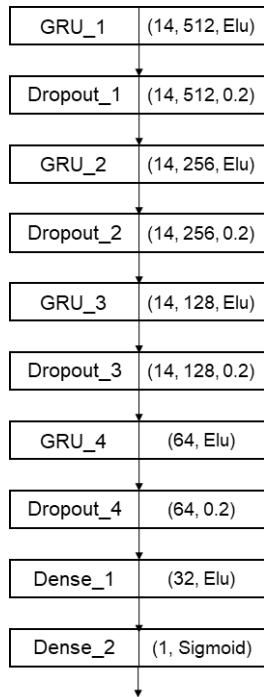 GRU_1 (14, 512, Elu)
Dropout_1 (14, 512, 0.2)
GRU_2 (14, 256, Elu)
Dropout_2 (14, 256, 0.2)
GRU_3 (14, 128, Elu)
Dropout_3 (14, 128, 0.2)
GRU_4 (64, Elu)
Dropout_4 (64, 0.2)
Dense_1 (32, Elu)
Dense_2 (1, Sigmoid)